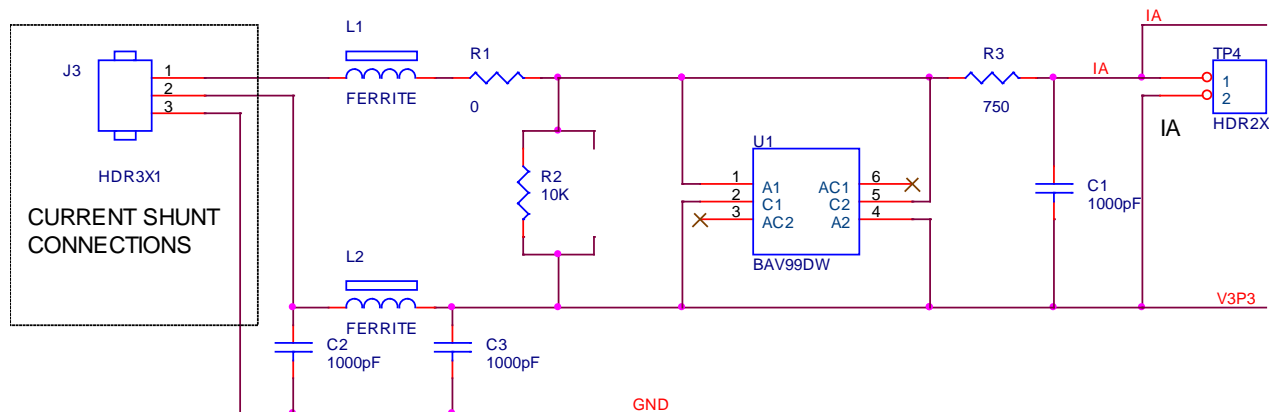 IA
L1
FERRITE
R1
0
R3
750
IA
TP4
1
2
HDR2X
IA
J3
1
2
3
HDR3X1
CURRENT SHUNT
CONNECTIONS
R2
10K
U1
1
2
3
A1
C1
AC2
AC1
C2
A2
6
5
4
BAV99DW
C1
1000pF
L2
FERRITE
V3P3
C2
1000pF
C3
1000pF
GND